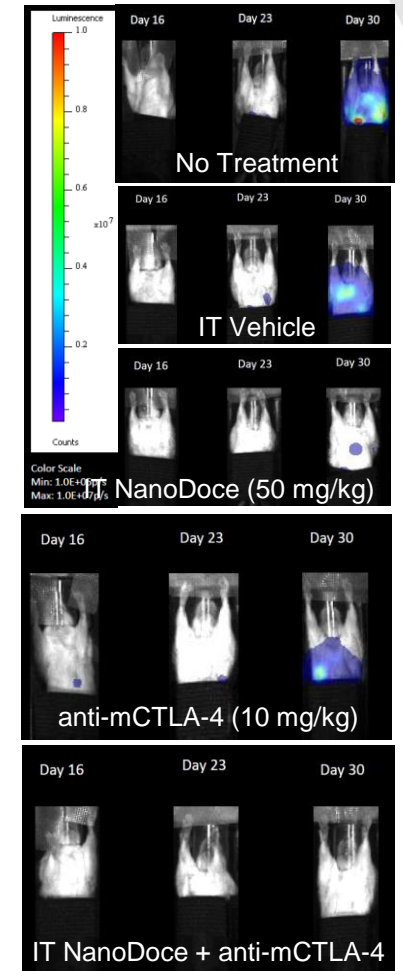 Luminescence
1.0
0.8
0.6
x10^7
0.4
0.2
Counts
Color Scale
Min: 1.0E+06p/s
Max: 1.0E+07p/s
Day 16 Day 23 Day 30
No Treatment
Day 16 Day 23 Day 30
IT Vehicle
Day 16 Day 23 Day 30
IT NanoDoce (50 mg/kg)
Day 16 Day 23 Day 30
anti-mCTLA-4 (10 mg/kg)
Day 16 Day 23 Day 30
IT NanoDoce + anti-mCTLA-4